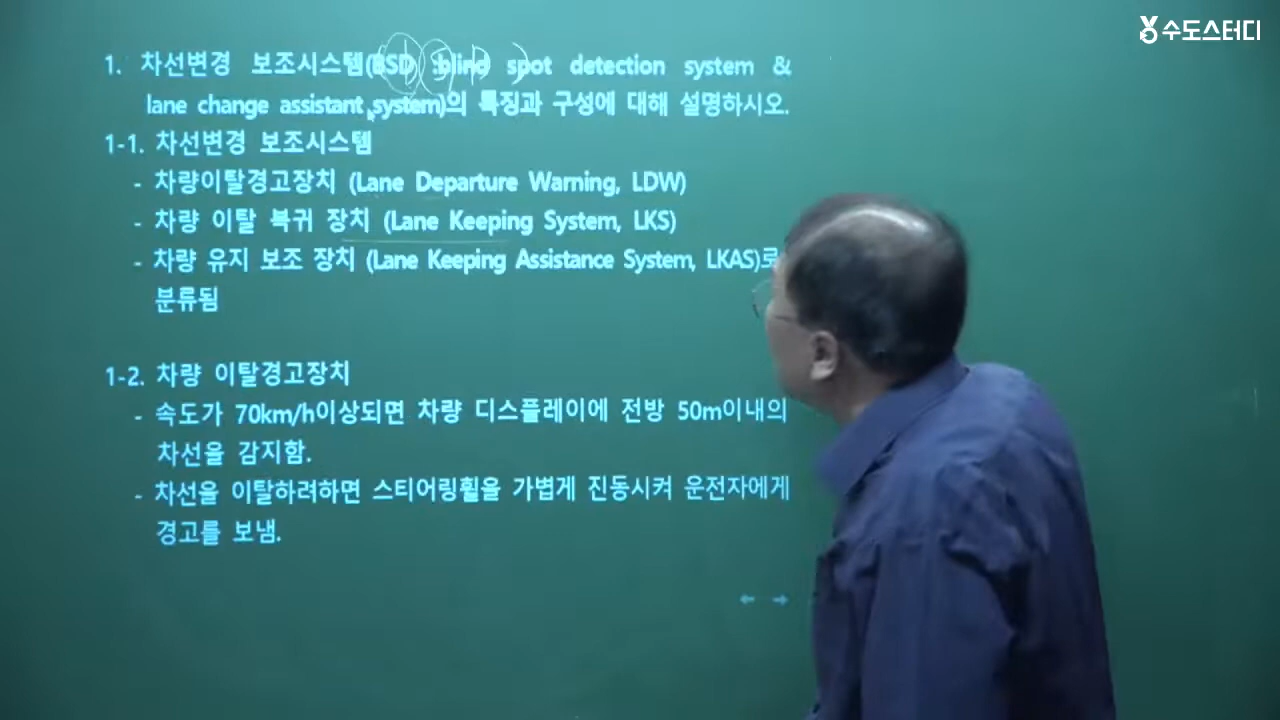 수도스터디
1. 차선변경 보조시스템(BSD, blind spot detection system &
lane change assistant system)의 특징과 구성에 대해 설명하시오.
1-1. 차선변경 보조시스템
- 차량이탈경고장치 (Lane Departure Warning, LDW)
- 차량 이탈 복귀 장치 (Lane Keeping System, LKS)
- 차량 유지 보조 장치 (Lane Keeping Assistance System, LKAS)로
분류됨
1-2. 차량 이탈경고장치
- 속도가 70km/h이상되면 차량 디스플레이에 전방 50m이내의
차선을 감지함.
- 차선을 이탈하려하면 스티어링휠을 가볍게 진동시켜 운전자에게
경고를 보냄.
← →